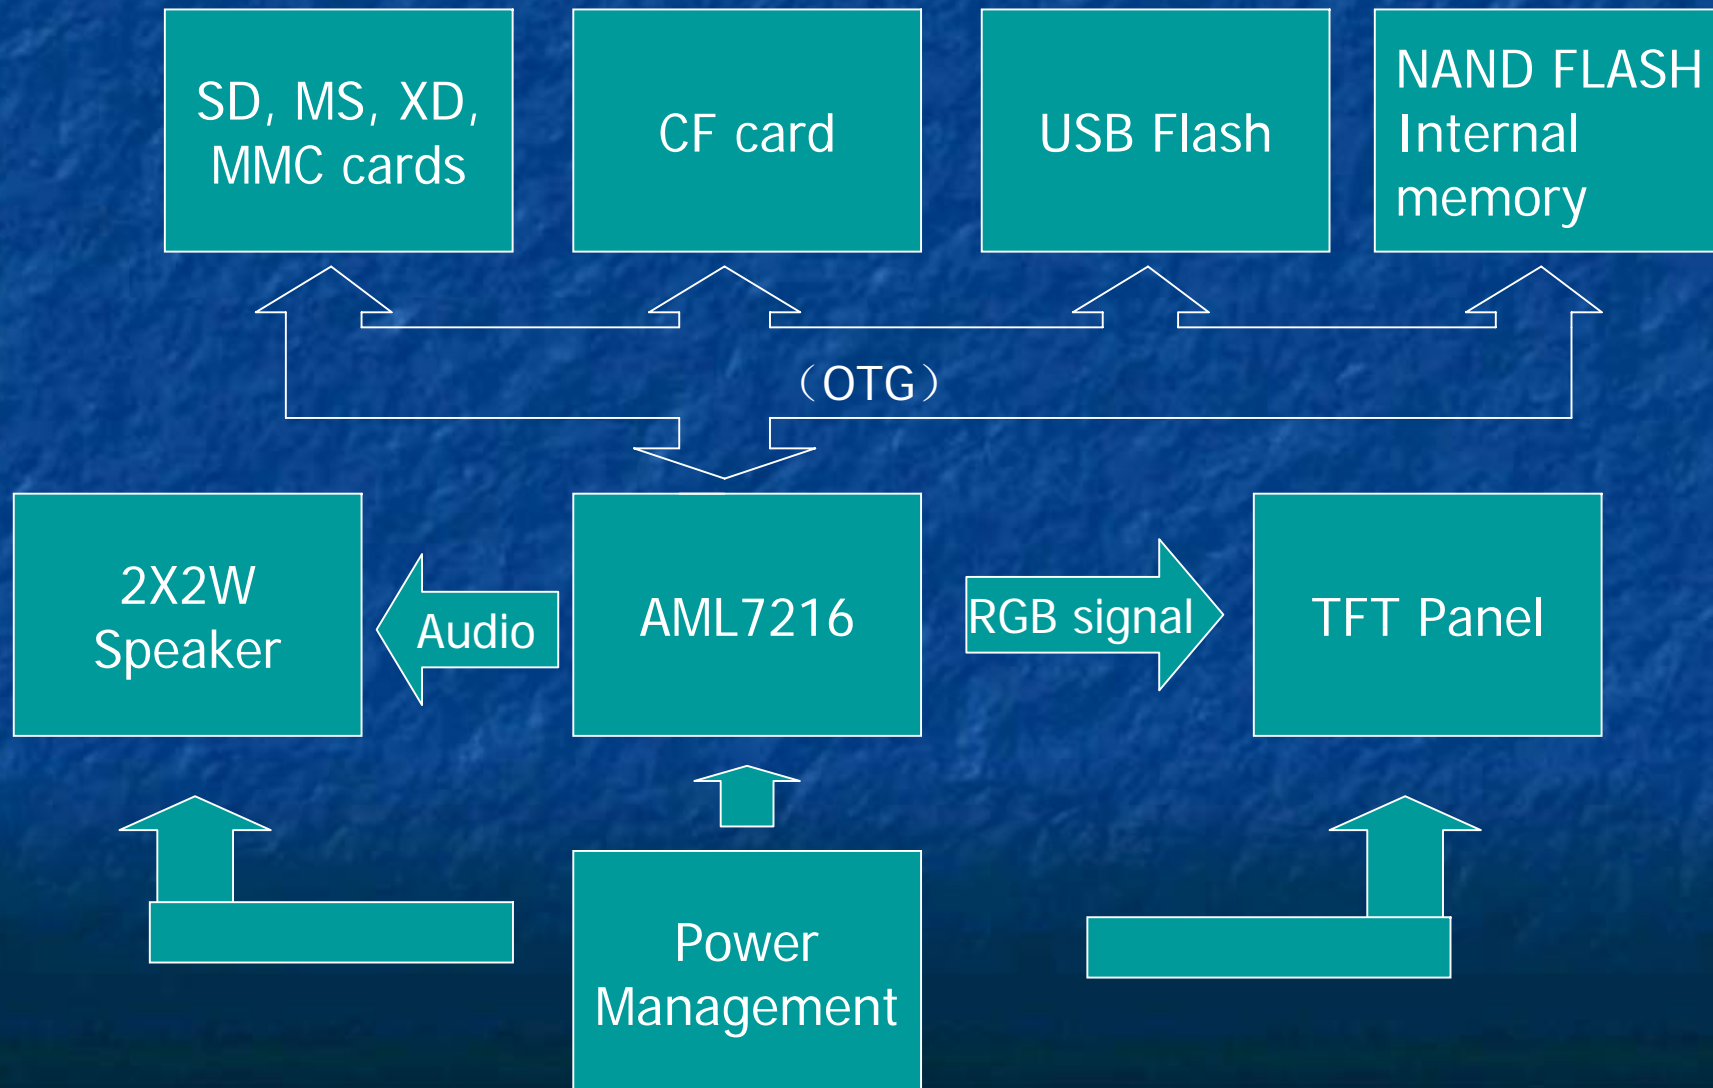 SD, MS, XD,
MMC cards
CF card
USB Flash
NAND FLASH
Internal
memory
（OTG）
2X2W
Speaker
Audio
AML7216
RGB signal
TFT Panel
Power
Management